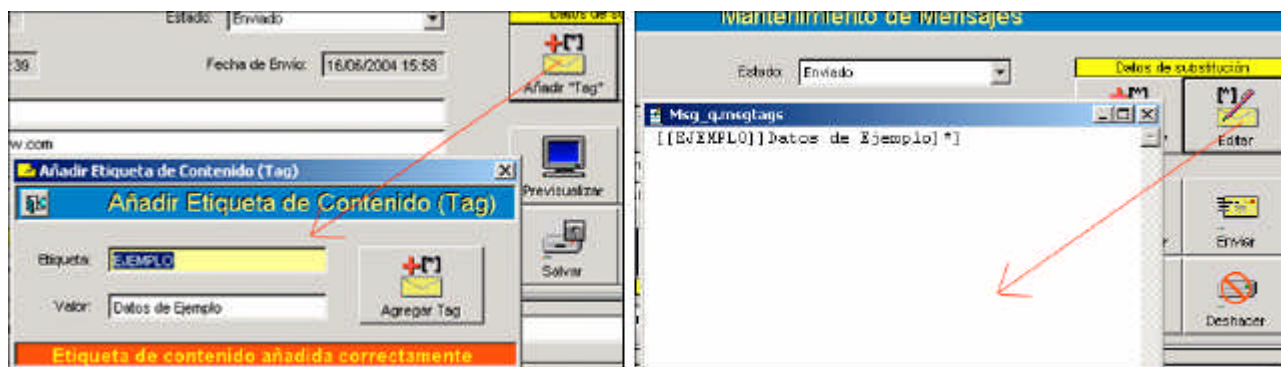 Estado: Enviado
Datos de s
:39
Fecha de Envio: 16/06/2004 15:58
Añadir "Tag"
w.com
Previsualizar
Salvar
Añadir Etiqueta de Contenido (Tag)
Añadir Etiqueta de Contenido (Tag)
Etiqueta: EJEMPLO
Valor: Datos de Ejemplo
Agregar Tag
Etiqueta de contenido añadida correctamente
Mantenimiento de Mensajes
Estado: Enviado
Datos de substitución
Editar
Msg_q.msgtags
[[EJEMPLO]]Datos de Ejemplo[*]
Enviar
Deshacer